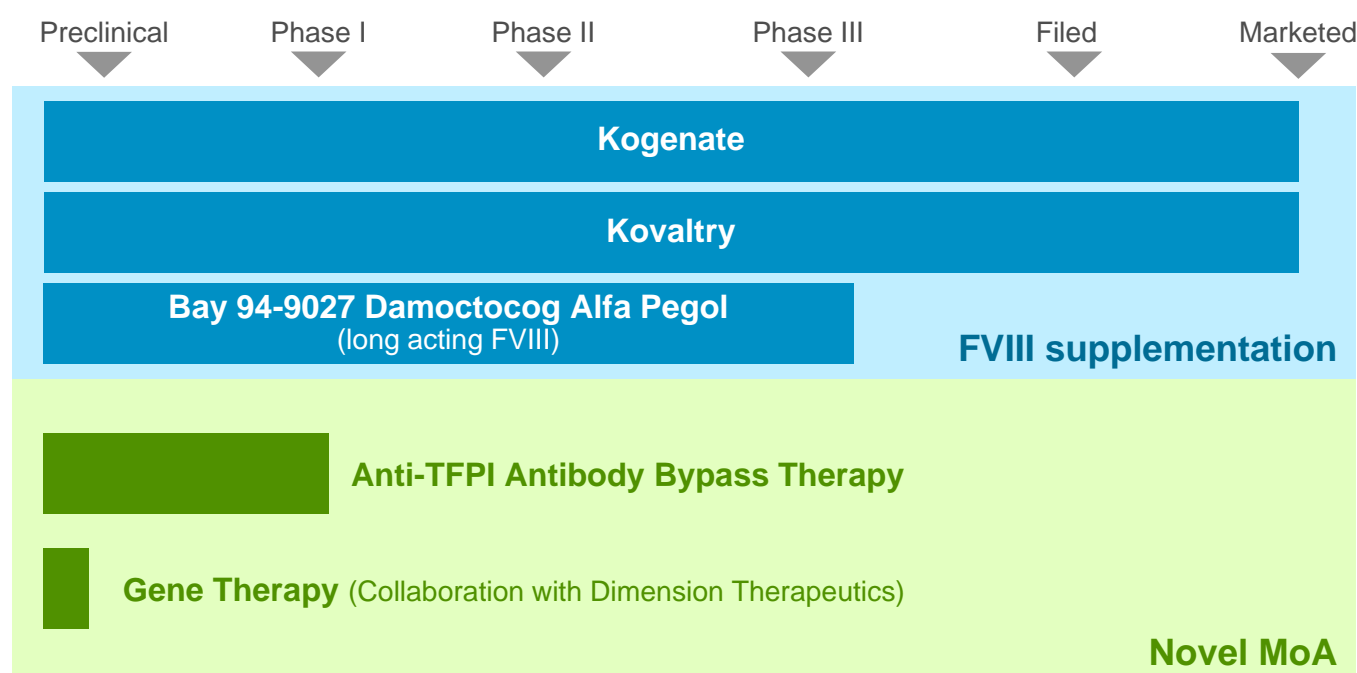 Preclinical Phase I Phase II Phase III Filed Marketed
Kogenate
Kovaltry
Bay 94-9027 Damoctocog Alfa Pegol
(long acting FVIII)
FVIII supplementation
Anti-TFPI Antibody Bypass Therapy
Gene Therapy (Collaboration with Dimension Therapeutics)
Novel MoA